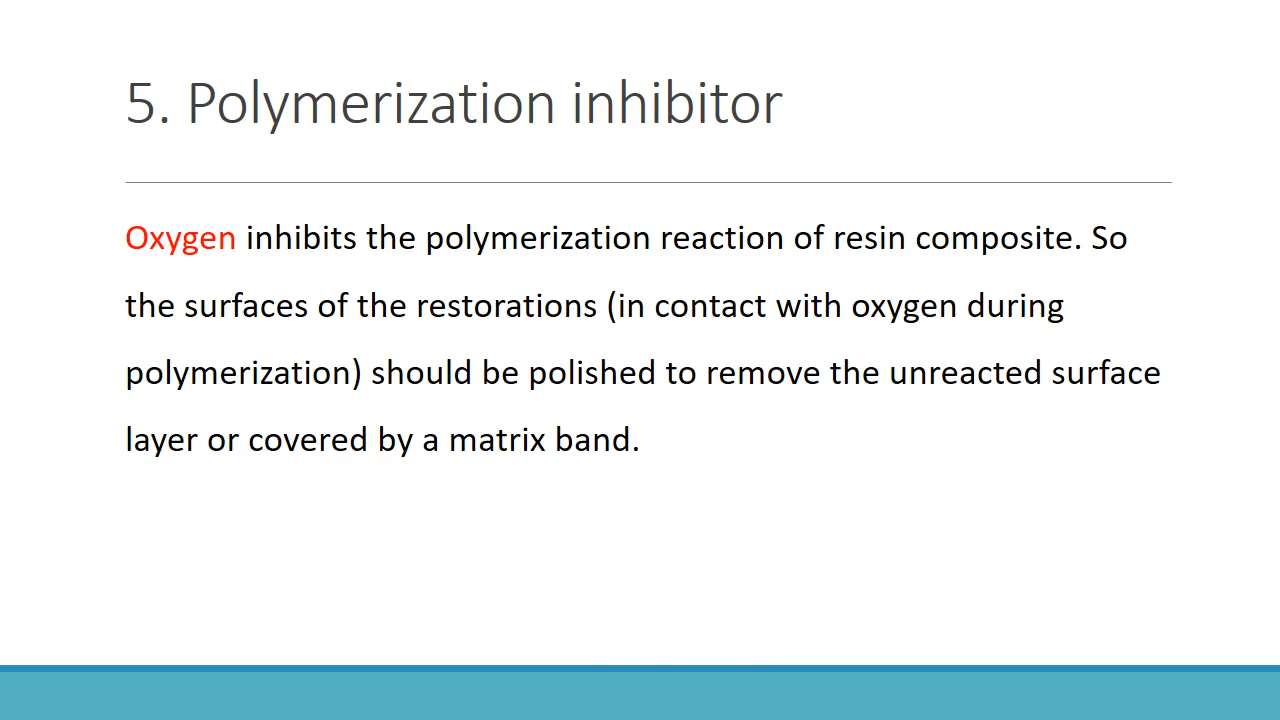 5. Polymerization inhibitor
Oxygen inhibits the polymerization reaction of resin composite. So
the surfaces of the restorations (in contact with oxygen during
polymerization) should be polished to remove the unreacted surface
layer or covered by a matrix band.